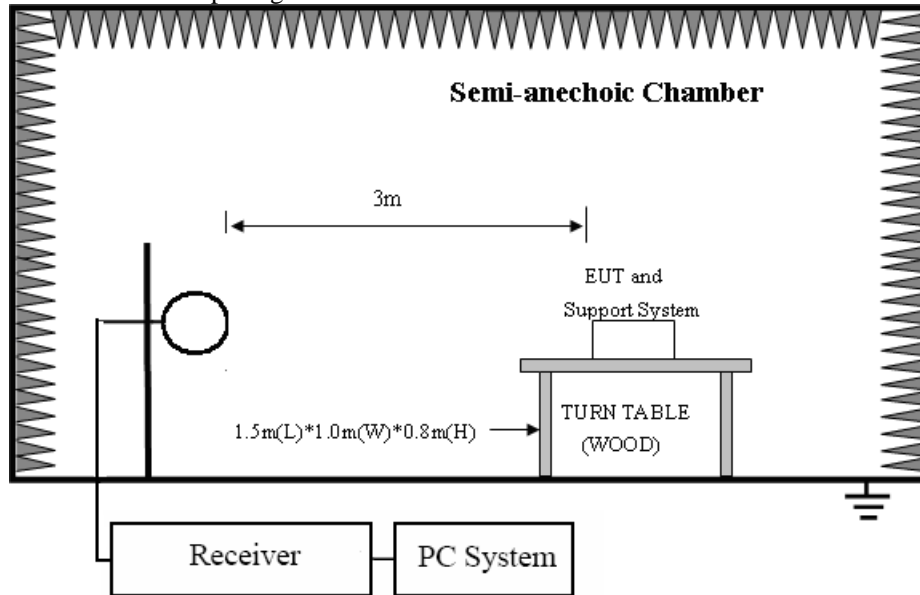 Semi-anechoic Chamber
3m
EUT and
Support System
1.5m(L)*1.0m(W)*0.8m(H)
TURN TABLE
(WOOD)
Receiver
PC System